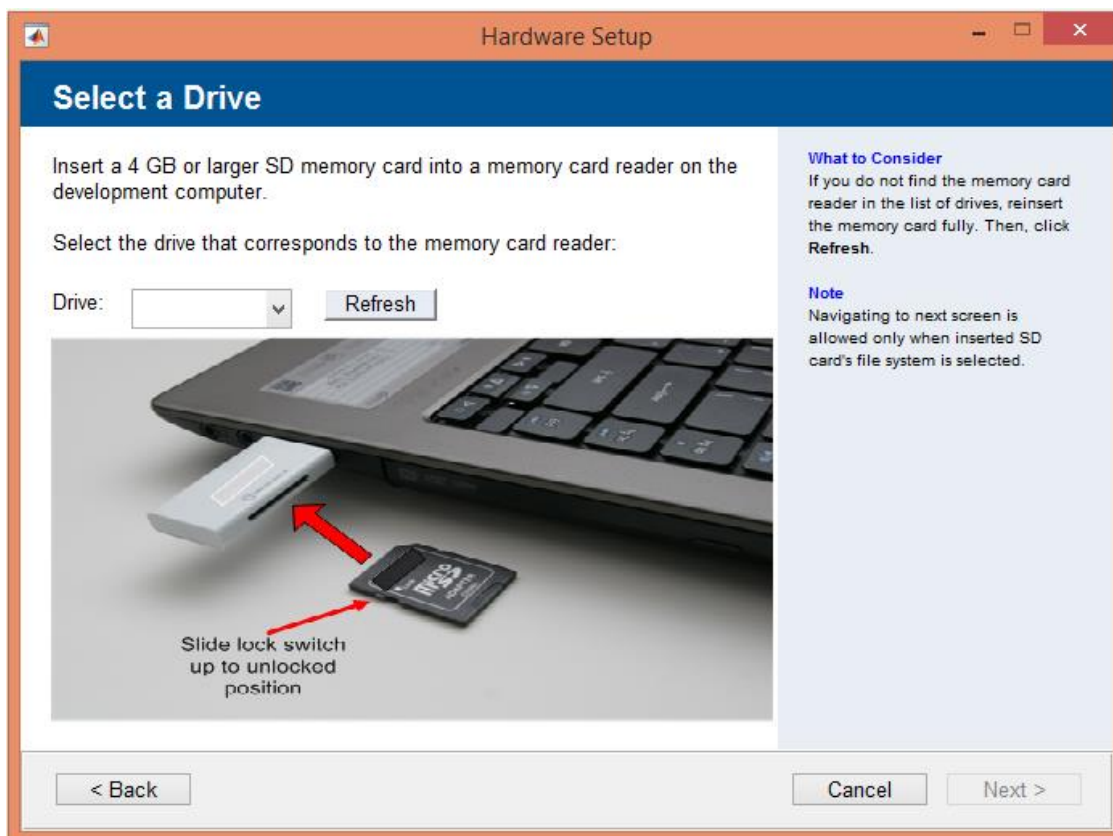 Hardware Setup
Select a Drive
Insert a 4 GB or larger SD memory card into a memory card reader on the
development computer.
Select the drive that corresponds to the memory card reader:
Drive:
Refresh
Slide lock switch
up to unlocked
position
micro
SD
ADAPTER
What to Consider
If you do not find the memory card
reader in the list of drives, reinsert
the memory card fully. Then, click
Refresh.
Note
Navigating to next screen is
allowed only when inserted SD
card's file system is selected.
< Back
Cancel
Next >